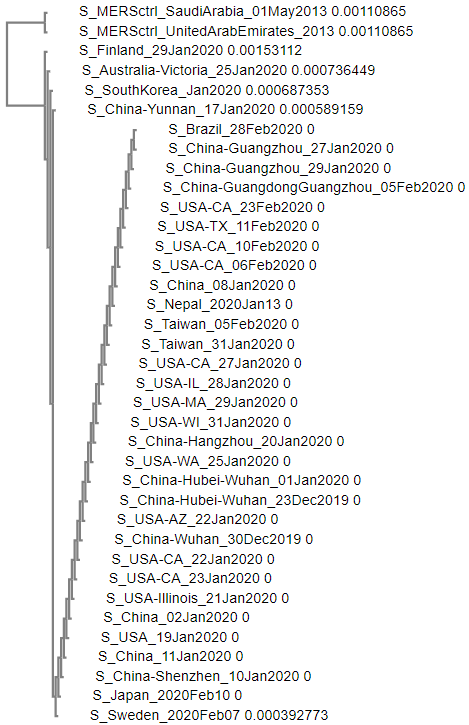 S_MERSctrl_SaudiArabia_01May2013 0.00110865
S_MERSctrl_UnitedArabEmirates_2013 0.00110865
S_Finland_29Jan2020 0.00153112
S_Australia-Victoria_25Jan2020 0.000736449
S_SouthKorea_Jan2020 0.000687353
S_China-Yunnan_17Jan2020 0.000589159
S_Brazil_28Feb2020 0
S_China-Guangzhou_27Jan2020 0
S_China-Guangzhou_29Jan2020 0
S_China-GuangdongGuangzhou_05Feb2020 0
S_USA-CA_23Feb2020 0
S_USA-TX_11Feb2020 0
S_USA-CA_10Feb2020 0
S_USA-CA_06Feb2020 0
S_China_08Jan2020 0
S_Nepal_2020Jan13 0
S_Taiwan_05Feb2020 0
S_Taiwan_31Jan2020 0
S_USA-CA_27Jan2020 0
S_USA-IL_28Jan2020 0
S_USA-MA_29Jan2020 0
S_USA-WI_31Jan2020 0
S_China-Hangzhou_20Jan2020 0
S_USA-WA_25Jan2020 0
S_China-Hubei-Wuhan_01Jan2020 0
S_China-Hubei-Wuhan_23Dec2019 0
S_USA-AZ_22Jan2020 0
S_China-Wuhan_30Dec2019 0
S_USA-CA_22Jan2020 0
S_USA-CA_23Jan2020 0
S_USA-Illinois_21Jan2020 0
S_China_02Jan2020 0
S_USA_19Jan2020 0
S_China_11Jan2020 0
S_China-Shenzhen_10Jan2020 0
S_Japan_2020Feb10 0
S_Sweden_2020Feb07 0.000392773